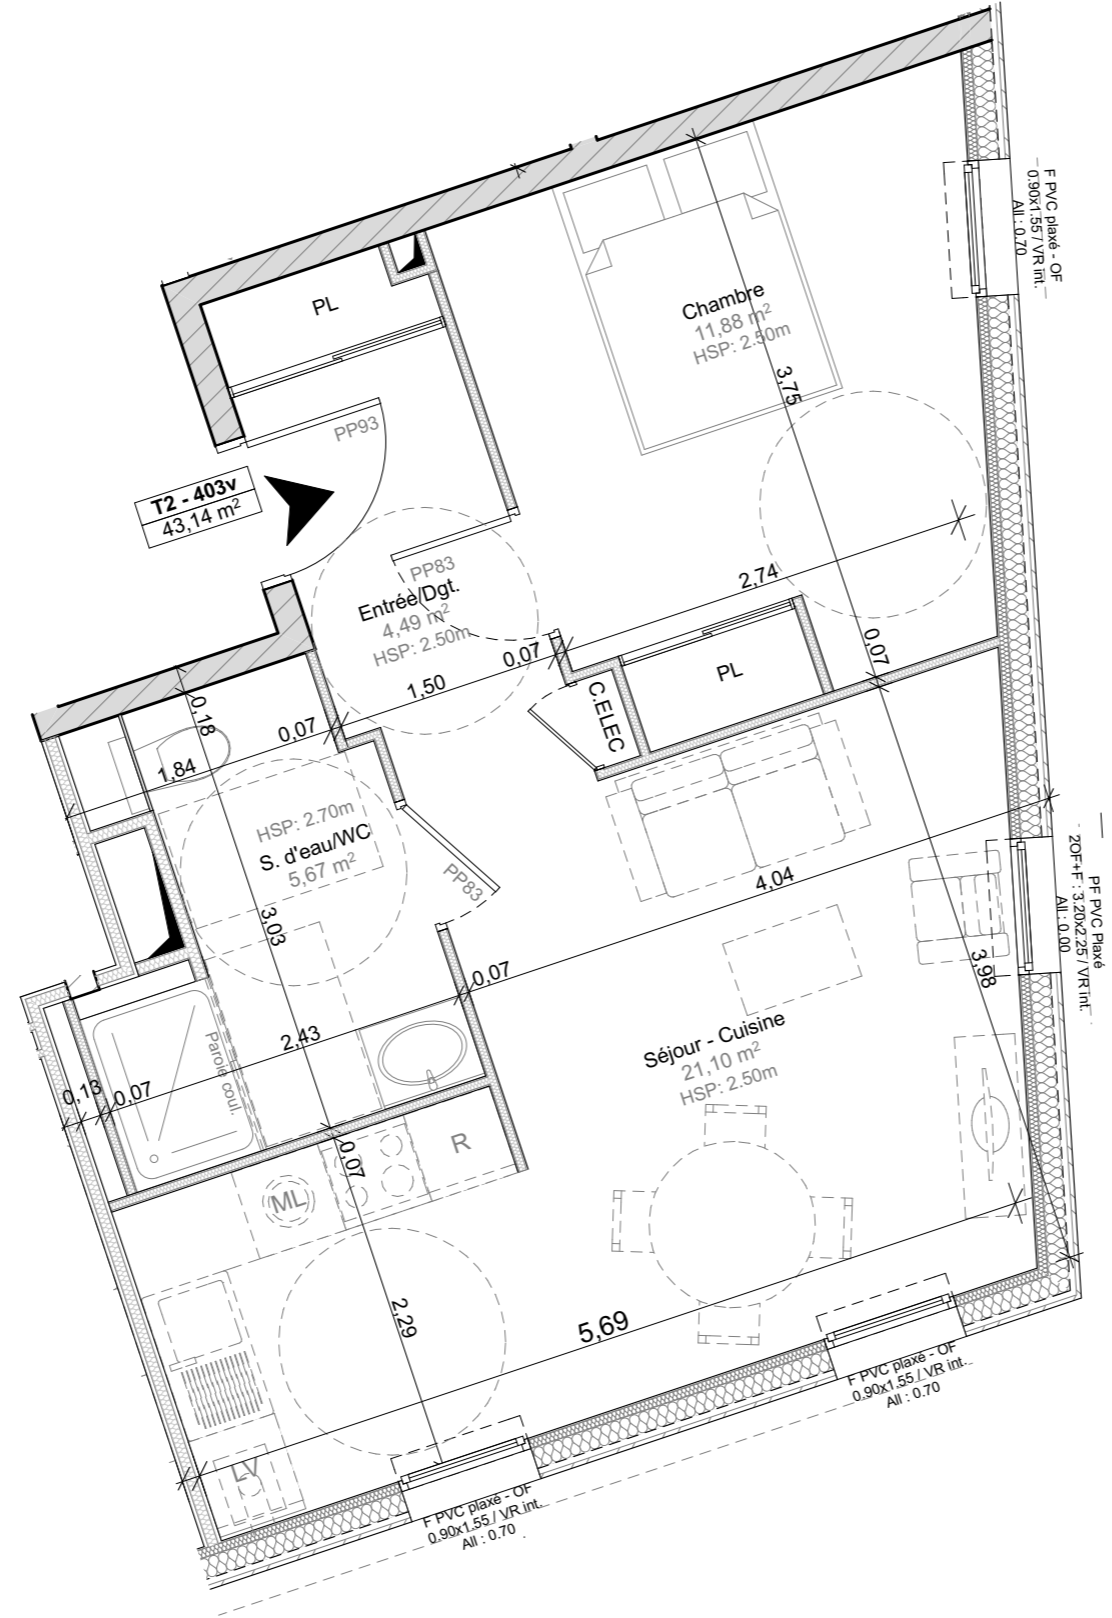 F PVC plaxé - OF
0.90x1.55 / VR int.
All : 0.70
PL
Chambre
11,88 m²
HSP: 2.50m
3,75
PP93
T2 - 403v
43,14 m²
PP83
Entrée/Dgt.
4,49 m²
HSP: 2.50m
2,74
0,07
0,07
1,50
PL
C.ELEC
0,18
0,07
1,84
HSP: 2.70m
S. d'eau/WC
5,67 m²
PP83
4,04
PF PVC Plaxé
2OF+F : 3.20x2.25 / VR int.
All : 0.00
3,03
3,98
0,07
Séjour - Cuisine
21,10 m²
HSP: 2.50m
2,43
Paroie coul.
0,13
0,07
0,07
R
ML
2,29
5,69
LV
F PVC plaxé - OF
0.90x1.55 / VR int.
All : 0.70
F PVC plaxé - OF
0.90x1.55 / VR int.
All : 0.70